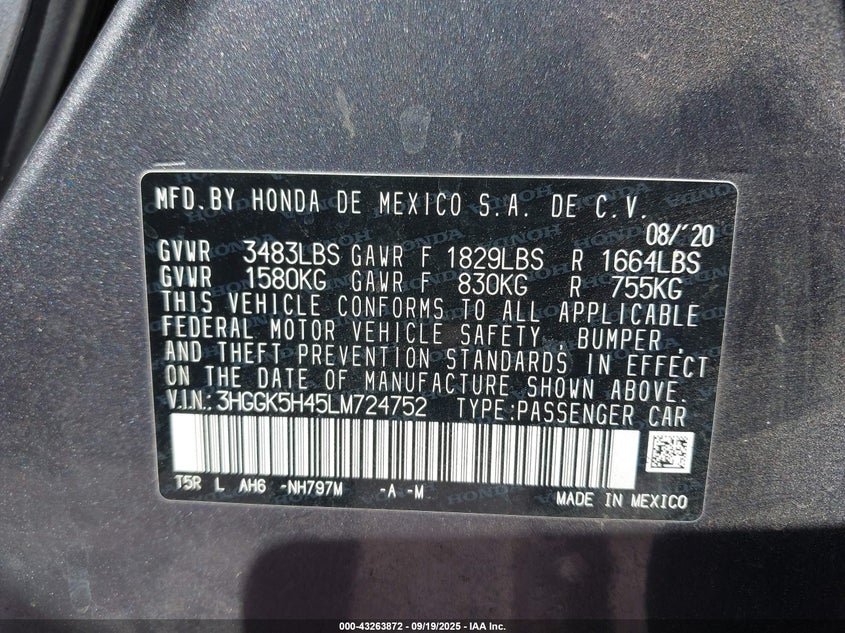 MFD.BY HONDA DE MEXICO S.A. DE C.V.
08/'20
GVWR 3483LBS GAWR F 1829LBS R 1664LBS
GVWR 1580KG GAWR F 830KG R 755KG
THIS VEHICLE CONFORMS TO ALL APPLICABLE
FEDERAL MOTOR VEHICLE SAFETY, BUMPER,
AND THEFT PREVENTION STANDARDS IN EFFECT
ON THE DATE OF MANUFACTURE SHOWN ABOVE.
V.I.N.:3HGGK5H45LM724752 TYPE:PASSENGER CAR
T5R L AH6 -NH797M -A -M
MADE IN MEXICO
000-43263872 - 09/19/2025 - IAA Inc.